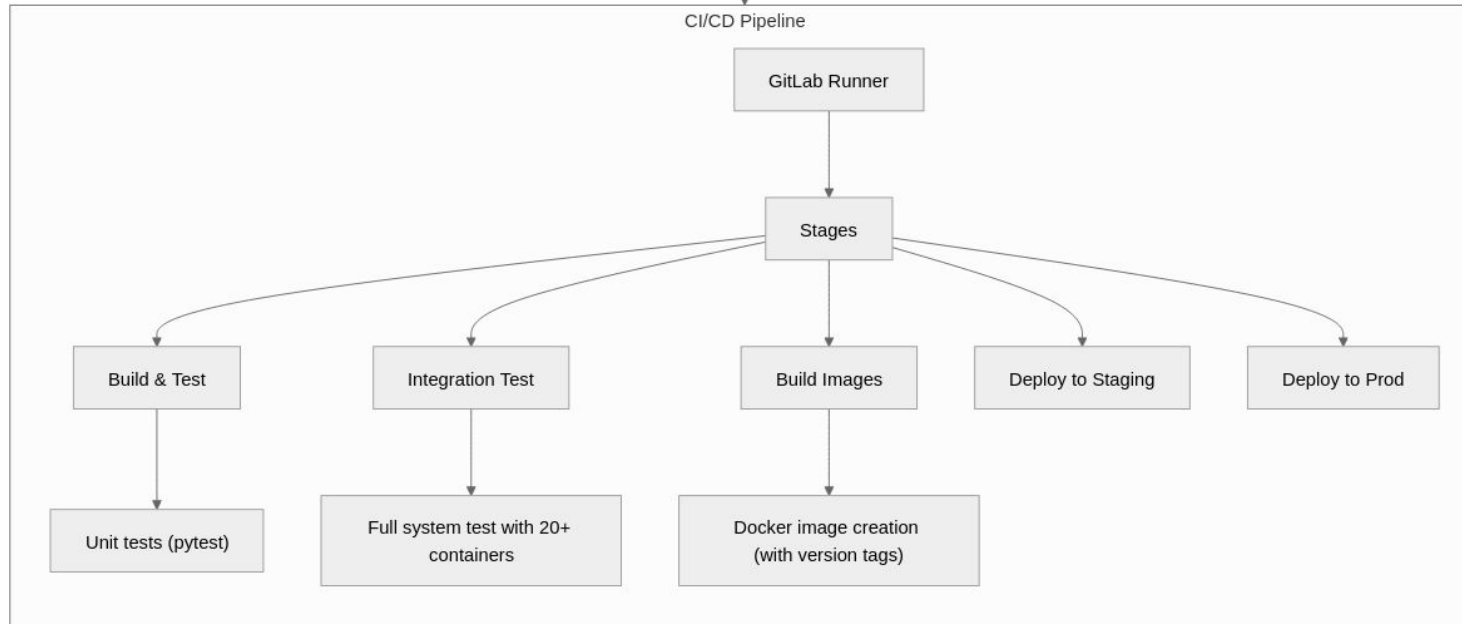 CI/CD Pipeline
GitLab Runner
Stages
Build & Test
Integration Test
Build Images
Deploy to Staging
Deploy to Prod
Unit tests (pytest)
Full system test with 20+
containers
Docker image creation
(with version tags)